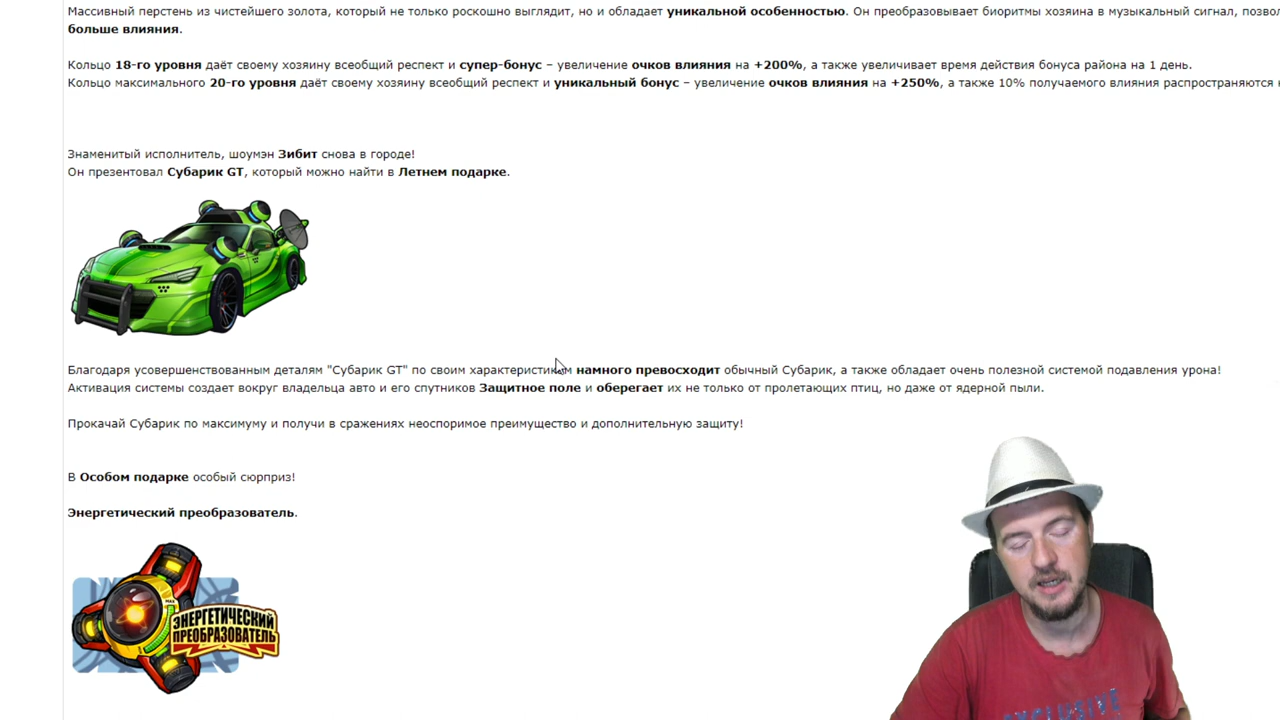 Массивный перстень из чистейшего золота, который не только роскошно выглядит, но и обладает уникальной особенностью. Он преобразовывает биоритмы хозяина в музыкальный сигнал,
больше влияния.
Кольцо 18-го уровня даёт своему хозяину всеобщий респект и супер-бонус – увеличение очков влияния на +200%, а также увеличивает время действия бонуса района на 1 день.
Кольцо максимального 20-го уровня даёт своему хозяину всеобщий респект и уникальный бонус – увеличение очков влияния на +250%, а также 10% получаемого влияния распространяются
Знаменитый исполнитель, шоумэн Зибит снова в городе!
Он презентовал Субарик GT, который можно найти в Летнем подарке.
Благодаря усовершенствованным деталям "Субарик GT" по своим характеристикам намного превосходит обычный Субарик, а также обладает очень полезной системой подавления урона!
Активация системы создает вокруг владельца авто и его спутников Защитное поле и оберегает их не только от пролетающих птиц, но даже от ядерной пыли.
Прокачай Субарик по максимуму и получи в сражениях неоспоримое преимущество и дополнительную защиту!
В Особом подарке особый сюрприз!
Энергетический преобразователь.
MAX
ЭНЕРГЕТИЧЕСКИЙ
ПРЕОБРАЗОВАТЕЛЬ
EXCLUSIVE